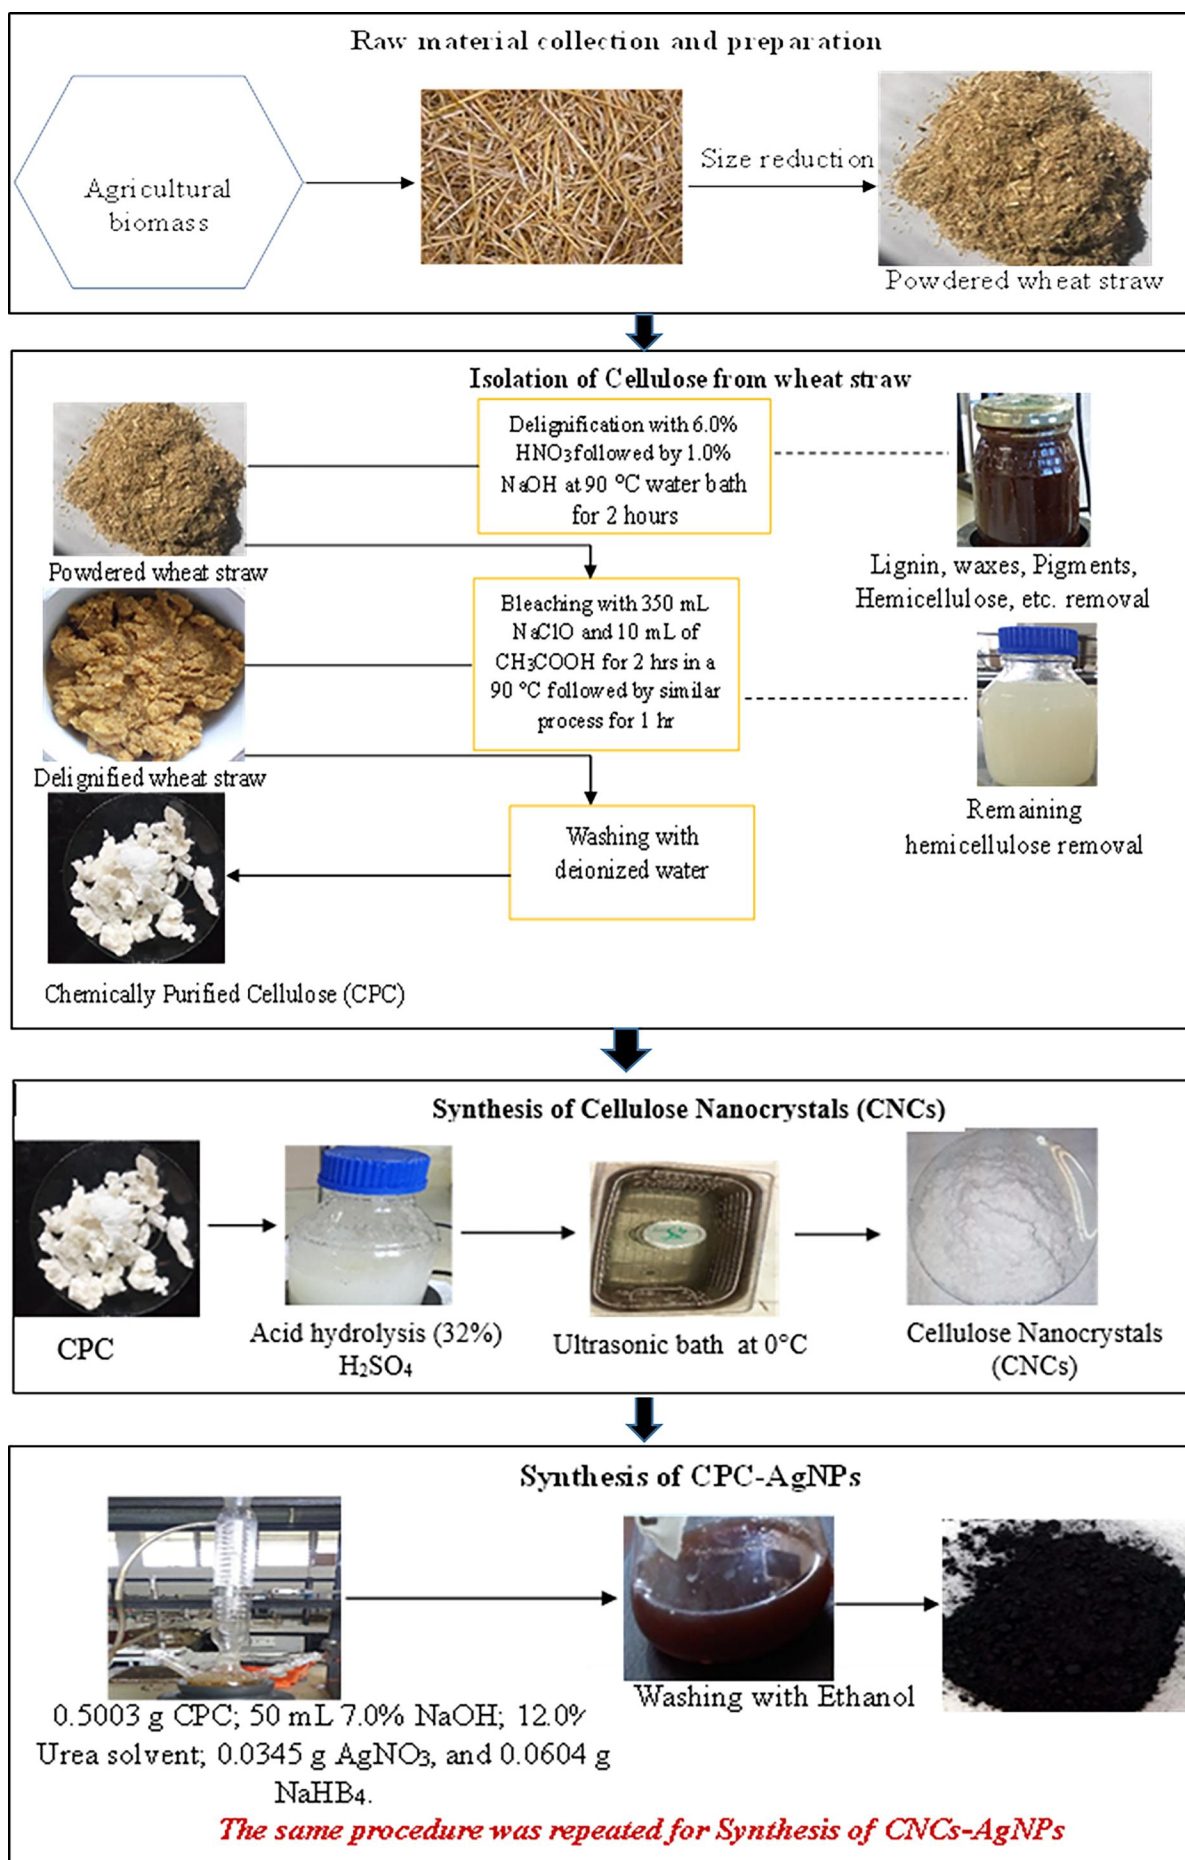 Raw material collection and preparation
Agricultural
biomass
Size reduction
Powdered wheat straw
Isolation of Cellulose from wheat straw
Delignification with 6.0%
HNO₃ followed by 1.0%
NaOH at 90 °C water bath
for 2 hours
Powdered wheat straw
Lignin, waxes, Pigments,
Hemicellulose, etc. removal
Bleaching with 350 mL
NaClO and 10 mL of
CH₃COOH for 2 hrs in a
90 °C followed by similar
process for 1 hr
Delignified wheat straw
Remaining
hemicellulose removal
Washing with
deionized water
Chemically Purified Cellulose (CPC)
Synthesis of Cellulose Nanocrystals (CNCs)
CPC
Acid hydrolysis (32%)
H₂SO₄
Ultrasonic bath at 0°C
Cellulose Nanocrystals
(CNCs)
Synthesis of CPC-AgNPs
0.5003 g CPC; 50 mL 7.0% NaOH; 12.0%
Urea solvent; 0.0345 g AgNO₃, and 0.0604 g
NaHB₄.
Washing with Ethanol
The same procedure was repeated for Synthesis of CNCs-AgNPs